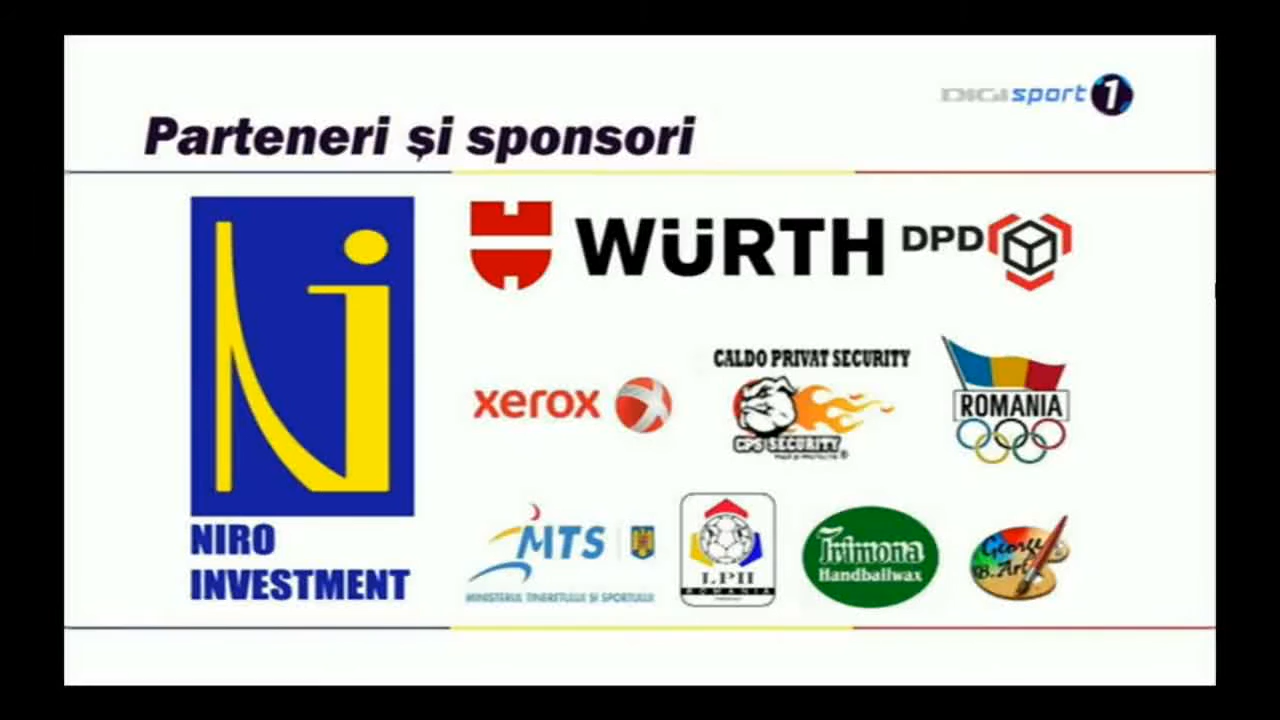 DIGI sport 1
Parteneri și sponsori
NIRO
INVESTMENT
WÜRTH
DPD
xerox
CALDO PRIVAT SECURITY
CPS SECURITY
ROMANIA
MTS
MINISTERUL TINERETULUI ȘI SPORTULUI
LPH
ROMANIA
Trimona
Handballwax
George
B.Art